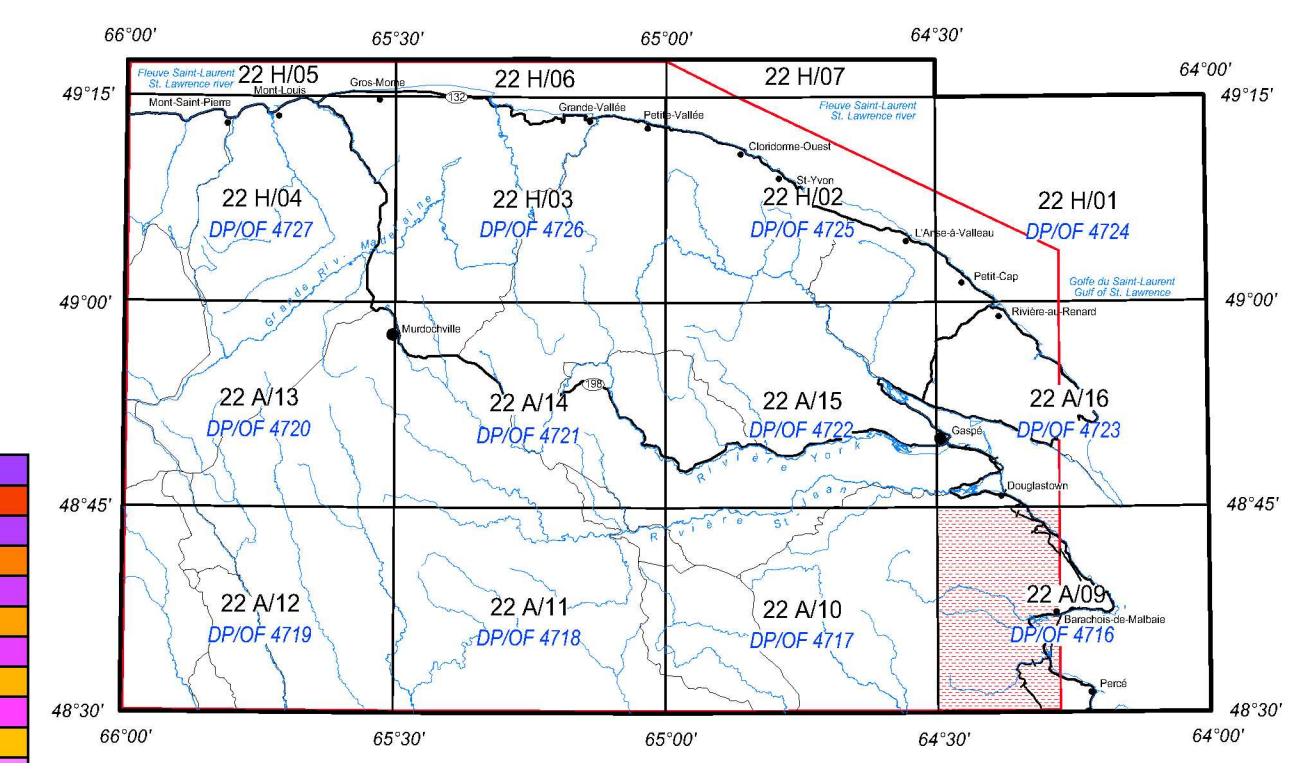 66°00'
65°30'
65°00'
64°30'
64°00'
49°15'
49°15'
Fleuve Saint-Laurent
St. Lawrence river
22 H/05
Mont-Louis
Mont-Saint-Pierre
Gros-Morne
132
22 H/06
Grande-Vallée
Petite-Vallée
22 H/07
Fleuve Saint-Laurent
St. Lawrence river
Cloridorme-Ouest
St-Yvon
22 H/04
DP/OF 4727
Grande Riv. Madeleine
22 H/03
DP/OF 4726
22 H/02
DP/OF 4725
22 H/01
DP/OF 4724
L'Anse-à-Valleau
Petit-Cap
Golfe du Saint-Laurent
Gulf of St. Lawrence
49°00'
49°00'
Rivière-au-Renard
Murdochville
198
22 A/13
DP/OF 4720
22 A/14
DP/OF 4721
22 A/15
DP/OF 4722
22 A/16
DP/OF 4723
Gaspé
Rivière York
Douglastown
Rivière St Jean
48°45'
48°45'
22 A/12
DP/OF 4719
22 A/11
DP/OF 4718
22 A/10
DP/OF 4717
22 A/09
Barachois-de-Malbaie
DP/OF 4716
Percé
48°30'
48°30'
66°00'
65°30'
65°00'
64°30'
64°00'